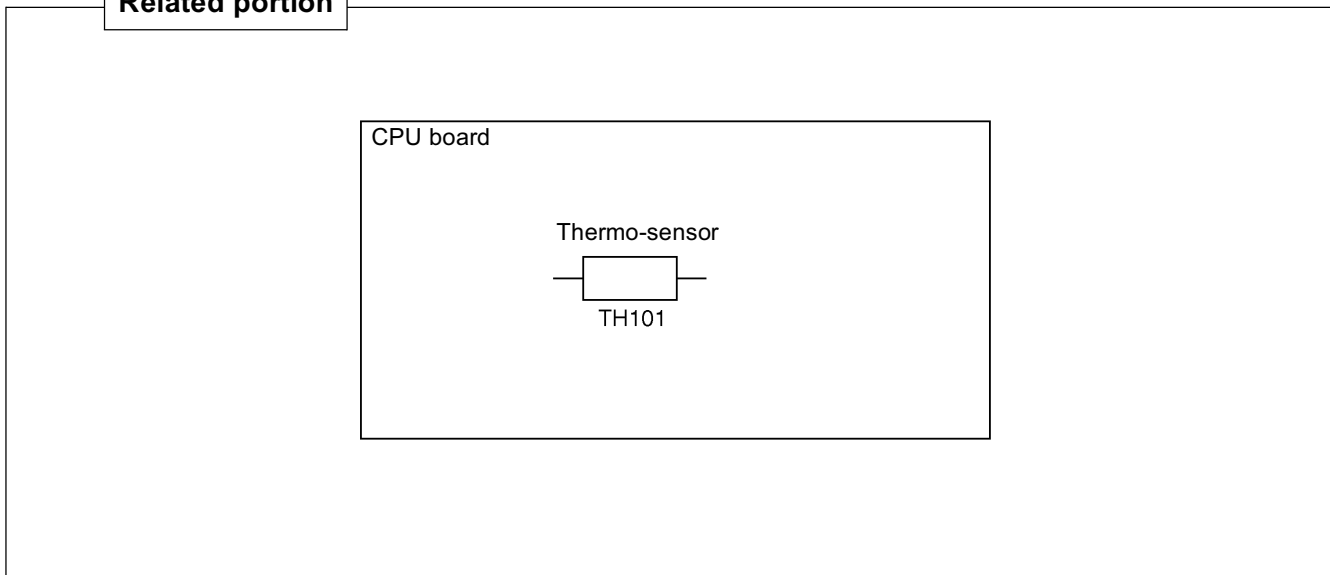 Related portion
CPU board
Thermo-sensor
TH101